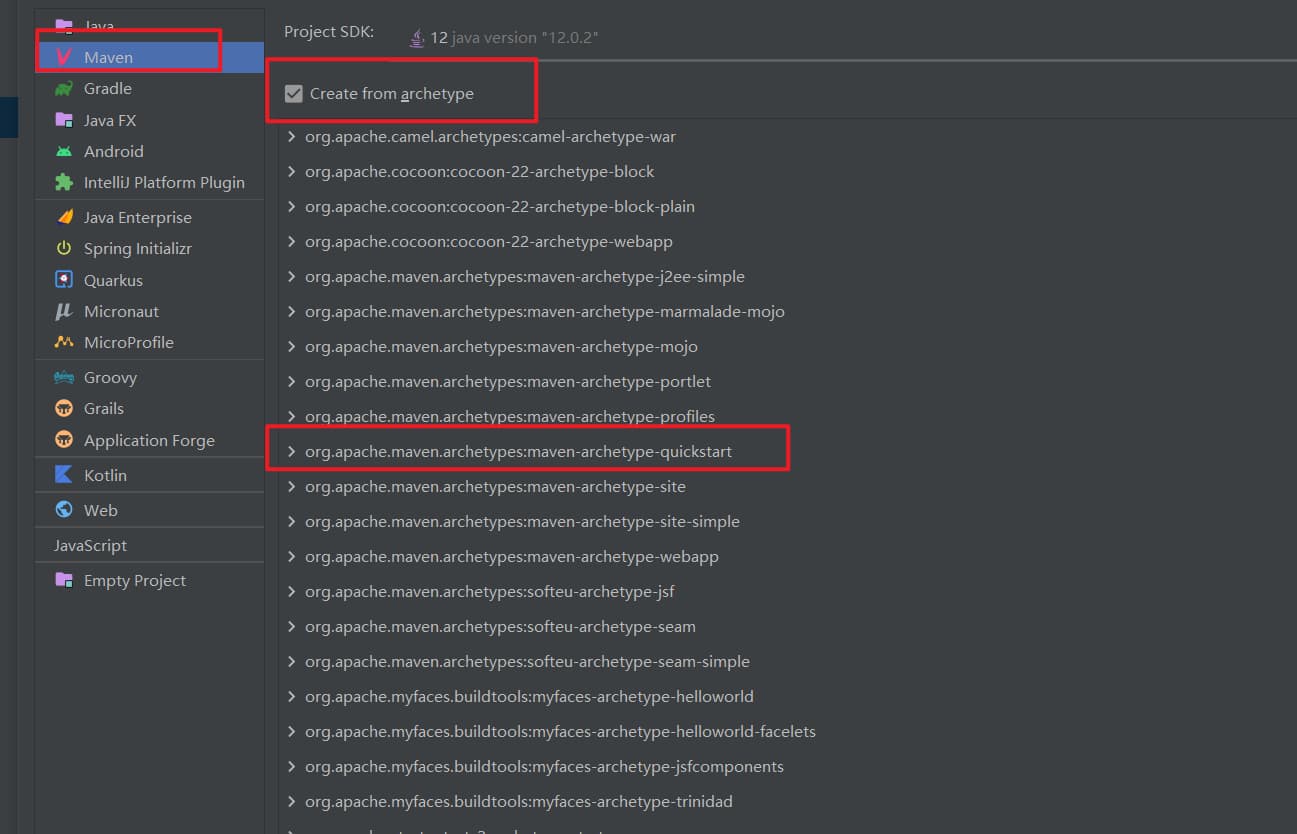 Java
Maven
Gradle
Java FX
Android
IntelliJ Platform Plugin
Java Enterprise
Spring Initializr
Quarkus
Micronaut
MicroProfile
Groovy
Grails
Application Forge
Kotlin
Web
JavaScript
Empty Project
Project SDK:
12 java version "12.0.2"
Create from archetype
org.apache.camel.archetypes:camel-archetype-war
org.apache.cocoon:cocoon-22-archetype-block
org.apache.cocoon:cocoon-22-archetype-block-plain
org.apache.cocoon:cocoon-22-archetype-webapp
org.apache.maven.archetypes:maven-archetype-j2ee-simple
org.apache.maven.archetypes:maven-archetype-marmalade-mojo
org.apache.maven.archetypes:maven-archetype-mojo
org.apache.maven.archetypes:maven-archetype-portlet
org.apache.maven.archetypes:maven-archetype-profiles
org.apache.maven.archetypes:maven-archetype-quickstart
org.apache.maven.archetypes:maven-archetype-site
org.apache.maven.archetypes:maven-archetype-site-simple
org.apache.maven.archetypes:maven-archetype-webapp
org.apache.maven.archetypes:softeu-archetype-jsf
org.apache.maven.archetypes:softeu-archetype-seam
org.apache.maven.archetypes:softeu-archetype-seam-simple
org.apache.myfaces.buildtools:myfaces-archetype-helloworld
org.apache.myfaces.buildtools:myfaces-archetype-helloworld-facelets
org.apache.myfaces.buildtools:myfaces-archetype-jsfcomponents
org.apache.myfaces.buildtools:myfaces-archetype-trinidad